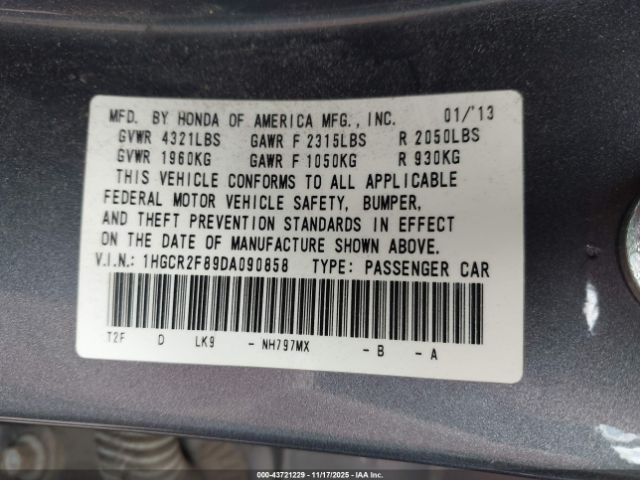 MFD. BY HONDA OF AMERICA MFG., INC. 01/'13
GVWR 4321LBS GAWR F 2315LBS R 2050LBS
GVWR 1960KG GAWR F 1050KG R 930KG
THIS VEHICLE CONFORMS TO ALL APPLICABLE
FEDERAL MOTOR VEHICLE SAFETY, BUMPER,
AND THEFT PREVENTION STANDARDS IN EFFECT
ON THE DATE OF MANUFACTURE SHOWN ABOVE.
V.I.N.: 1HGCR2F89DA090858 TYPE: PASSENGER CAR
T2F D LK9 - NH797MX - B - A
000-43721229 - 11/17/2025 - IAA Inc.